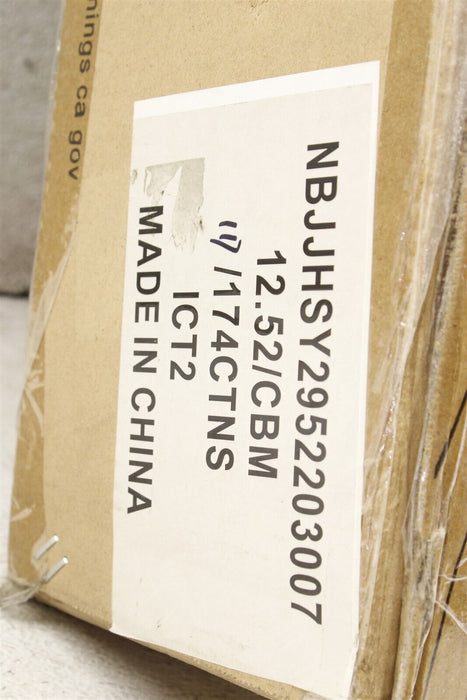 nings ca gov
NBJJHSY2952203007
12.52/CBM
/174CTNS
ICT2
MADE IN CHINA